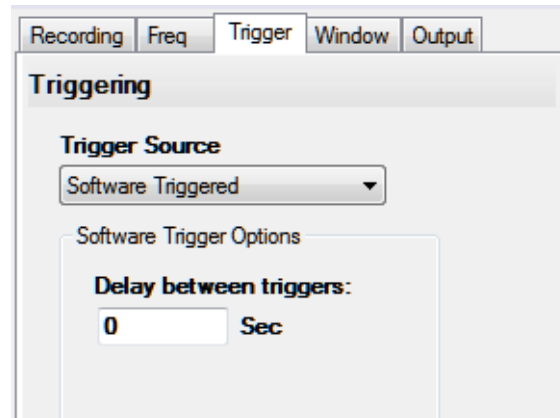 Recording Freq Trigger Window Output
Triggering
Trigger Source
Software Triggered
Software Trigger Options
Delay between triggers:
0 Sec